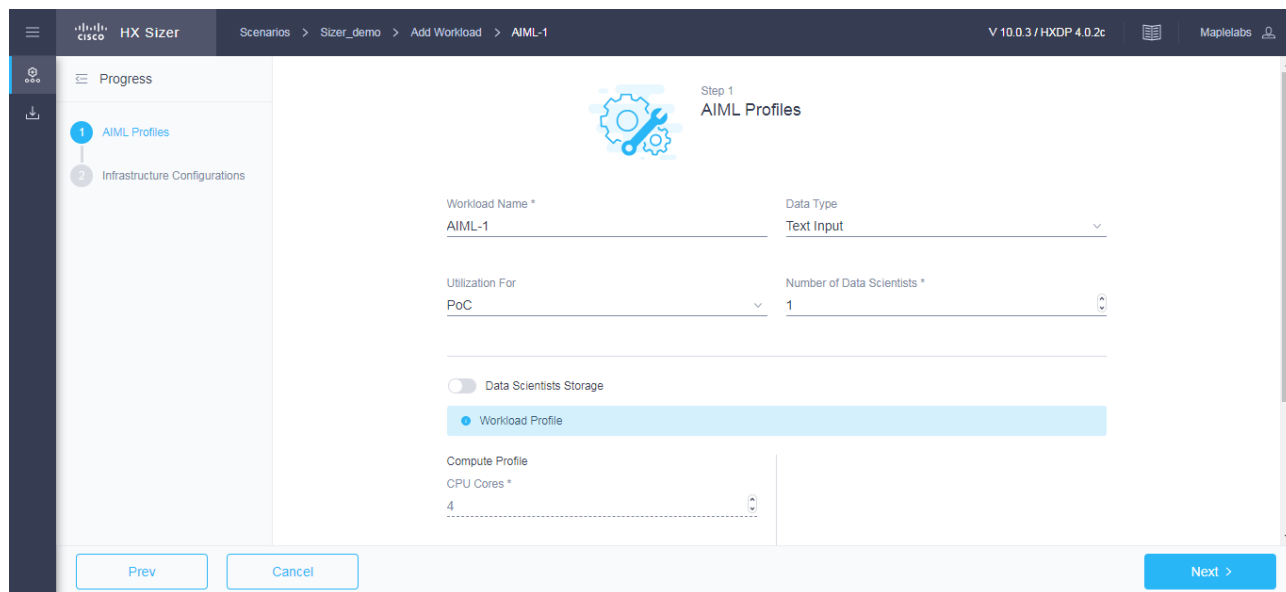 cisco HX Sizer
Scenarios > Sizer_demo > Add Workload > AIML-1
V 10.0.3 / HXDP 4.0.2c
Maplelabs
Progress
1 AIML Profiles
2 Infrastructure Configurations
Step 1
AIML Profiles
Workload Name *
AIML-1
Data Type
Text Input
Utilization For
PoC
Number of Data Scientists *
1
Data Scientists Storage
Workload Profile
Compute Profile
CPU Cores *
4
Prev
Cancel
Next >